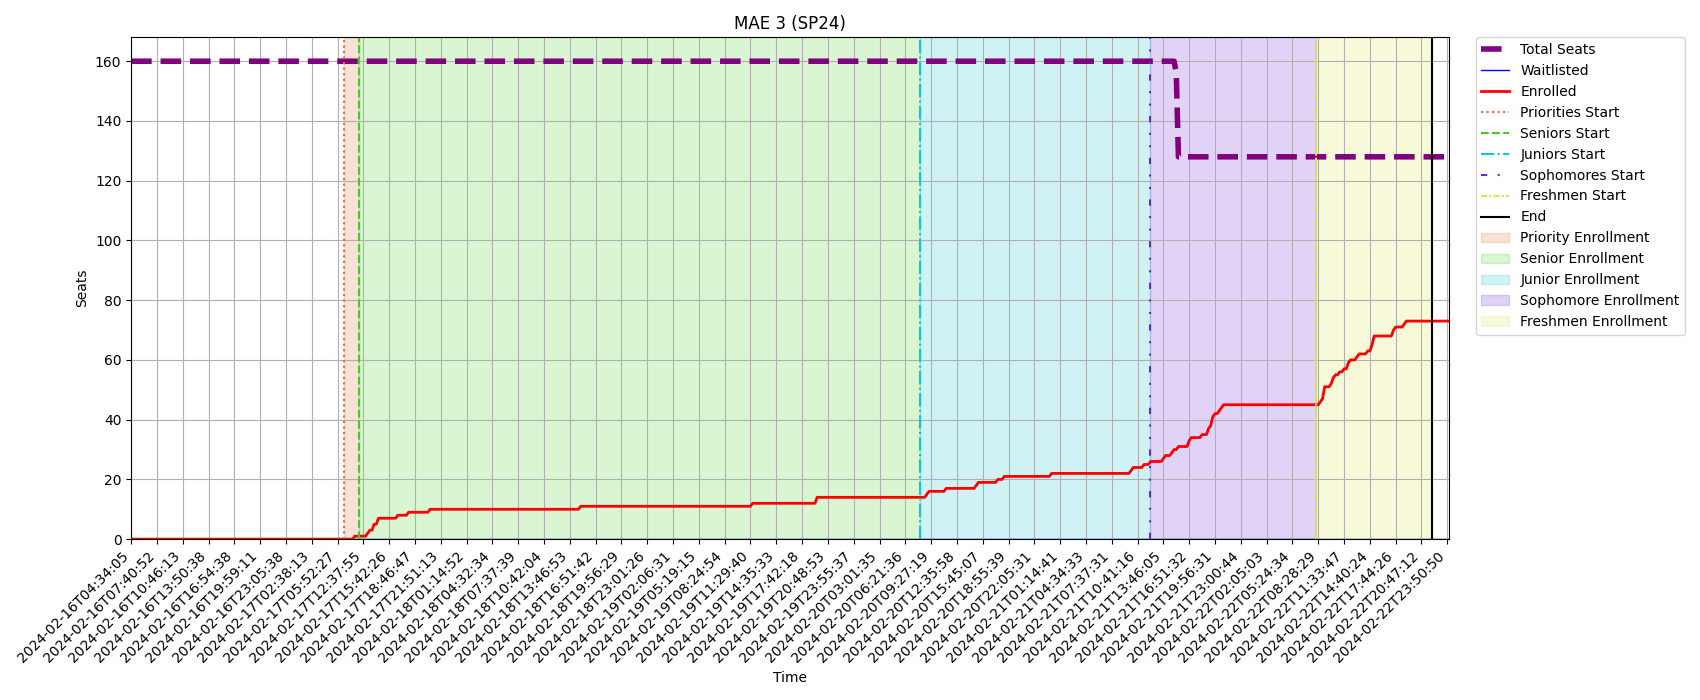 MAE 3 (SP24)
Seats
160
140
120
100
80
60
40
20
0
2024-02-16T04:34:05
2024-02-16T07:40:52
2024-02-16T10:46:13
2024-02-16T13:50:38
2024-02-16T16:54:38
2024-02-16T19:59:11
2024-02-16T23:05:38
2024-02-17T02:38:13
2024-02-17T05:52:27
2024-02-17T12:37:55
2024-02-17T15:42:26
2024-02-17T18:46:47
2024-02-17T21:51:13
2024-02-18T01:14:52
2024-02-18T04:32:34
2024-02-18T07:37:39
2024-02-18T10:42:04
2024-02-18T13:46:53
2024-02-18T16:51:42
2024-02-18T19:56:29
2024-02-18T23:01:26
2024-02-19T02:06:31
2024-02-19T05:19:15
2024-02-19T08:24:54
2024-02-19T11:29:40
2024-02-19T14:35:33
2024-02-19T17:42:18
2024-02-19T20:48:53
2024-02-19T23:55:37
2024-02-20T03:01:35
2024-02-20T06:21:36
2024-02-20T09:27:19
2024-02-20T12:35:58
2024-02-20T15:45:07
2024-02-20T18:55:39
2024-02-20T22:05:31
2024-02-21T01:14:41
2024-02-21T04:34:33
2024-02-21T07:37:31
2024-02-21T10:41:16
2024-02-21T13:46:05
2024-02-21T16:51:32
2024-02-21T19:56:31
2024-02-21T23:00:44
2024-02-22T02:05:03
2024-02-22T05:24:34
2024-02-22T08:28:29
2024-02-22T11:33:47
2024-02-22T14:40:24
2024-02-22T17:44:26
2024-02-22T20:47:12
2024-02-22T23:50:50
Time
Total Seats
Waitlisted
Enrolled
Priorities Start
Seniors Start
Juniors Start
Sophomores Start
Freshmen Start
End
Priority Enrollment
Senior Enrollment
Junior Enrollment
Sophomore Enrollment
Freshmen Enrollment